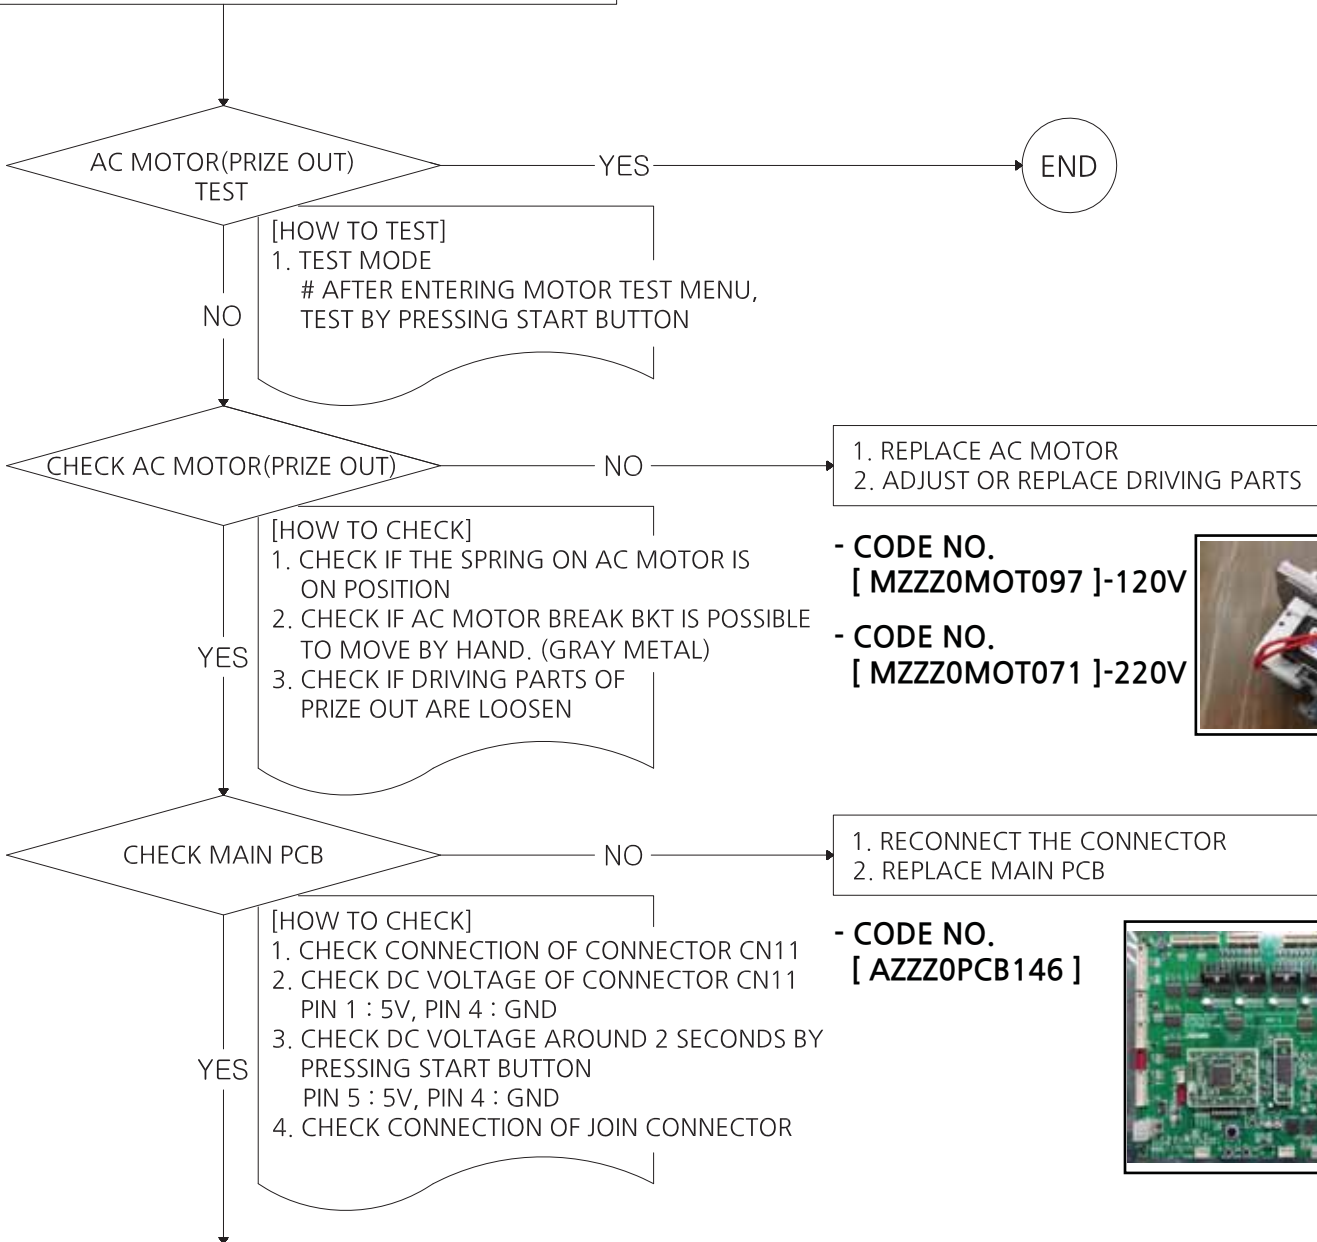 AC MOTOR(PRIZE OUT)
TEST
YES
END
[HOW TO TEST]
1. TEST MODE
# AFTER ENTERING MOTOR TEST MENU,
TEST BY PRESSING START BUTTON
NO
CHECK AC MOTOR(PRIZE OUT)
NO
1. REPLACE AC MOTOR
2. ADJUST OR REPLACE DRIVING PARTS
[HOW TO CHECK]
1. CHECK IF THE SPRING ON AC MOTOR IS
ON POSITION
2. CHECK IF AC MOTOR BREAK BKT IS POSSIBLE
TO MOVE BY HAND. (GRAY METAL)
3. CHECK IF DRIVING PARTS OF
PRIZE OUT ARE LOOSEN
YES
- CODE NO.
[ MZZZ0MOT097 ]-120V
- CODE NO.
[ MZZZ0MOT071 ]-220V
CHECK MAIN PCB
NO
1. RECONNECT THE CONNECTOR
2. REPLACE MAIN PCB
[HOW TO CHECK]
1. CHECK CONNECTION OF CONNECTOR CN11
2. CHECK DC VOLTAGE OF CONNECTOR CN11
PIN 1 : 5V, PIN 4 : GND
3. CHECK DC VOLTAGE AROUND 2 SECONDS BY
PRESSING START BUTTON
PIN 5 : 5V, PIN 4 : GND
4. CHECK CONNECTION OF JOIN CONNECTOR
YES
- CODE NO.
[ AZZZ0PCB146 ]